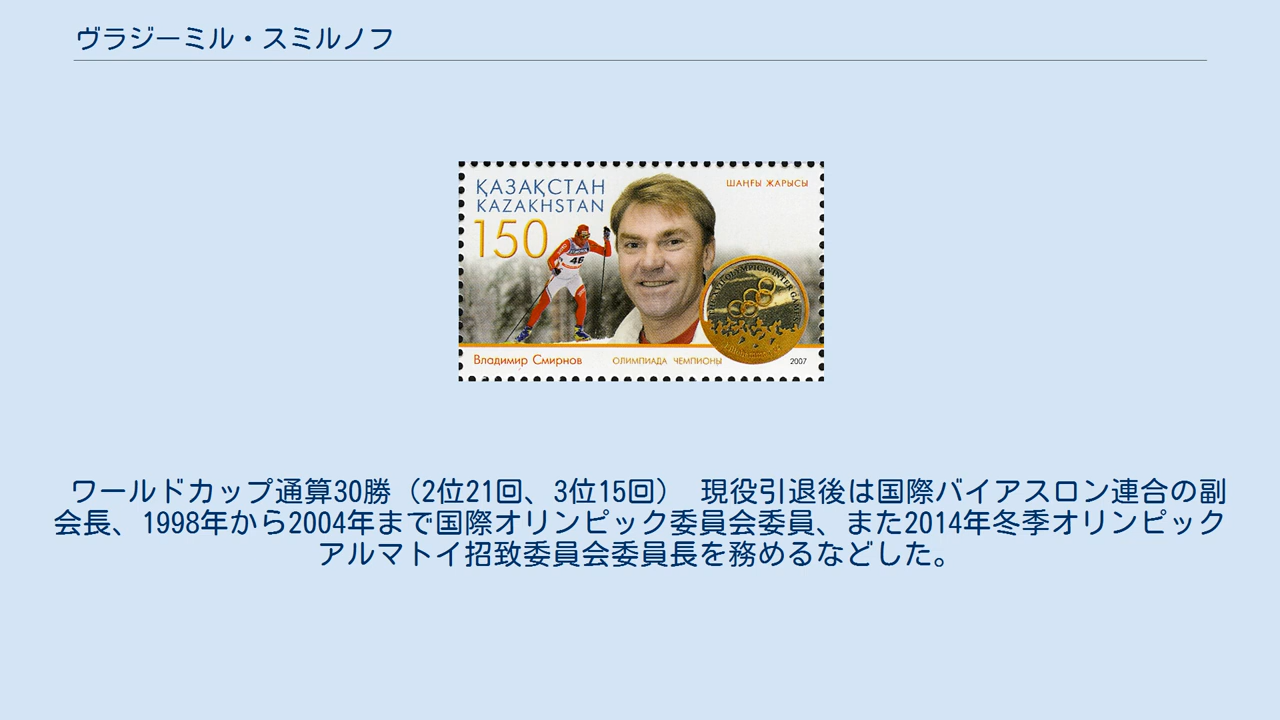 ヴラジーミル・スミルノフ
ҚАЗАҚСТАН
KAZAKHSTAN
150
ШАҢҒЫ ЖАРЫСЫ
46
Владимир Смирнов
ОЛИМПИАДА ЧЕМПИОНЫ
2007
ワールドカップ通算30勝（2位21回、3位15回） 現役引退後は国際バイアスロン連合の副
会長、1998年から2004年まで国際オリンピック委員会委員、また2014年冬季オリンピック
アルマトイ招致委員会委員長を務めるなどした。